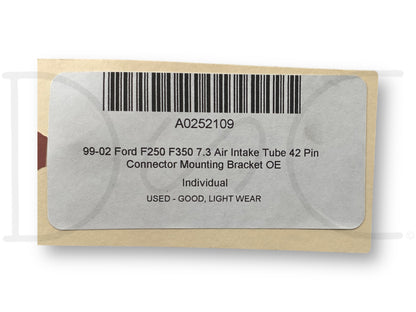 A0252109
99-02 Ford F250 F350 7.3 Air Intake Tube 42 Pin
Connector Mounting Bracket OE
Individual
USED - GOOD, LIGHT WEAR